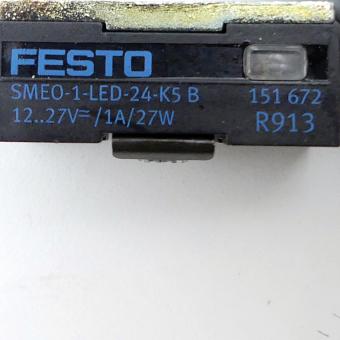 FESTO
SMEO-1-LED-24-K5 B 151 672
12..27V⎓/1A/27W R913